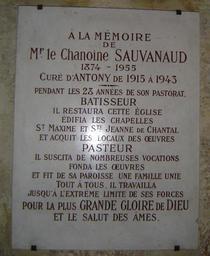 À LA MÉMOIRE
DE
Mr le Chanoine SAUVANAUD
1874 - 1955
CURÉ D'ANTONY DE 1915 À 1943
PENDANT LES 28 ANNÉES DE SON PASTORAT,
BATISSEUR
IL RESTAURA CETTE ÉGLISE
ÉDIFIA LES CHAPELLES
ST MAXIME ET STE JEANNE DE CHANTAL
ET ACQUIT LES LOCAUX DES ŒUVRES
PASTEUR
IL SUSCITA DE NOMBREUSES VOCATIONS
FONDA LES ŒUVRES
ET FIT DE SA PAROISSE UNE FAMILLE UNIE
TOUT À TOUS, IL TRAVAILLA
JUSQU'À L'EXTRÊME LIMITE DE SES FORCES
POUR LA PLUS GRANDE GLOIRE DE DIEU
ET LE SALUT DES ÂMES.